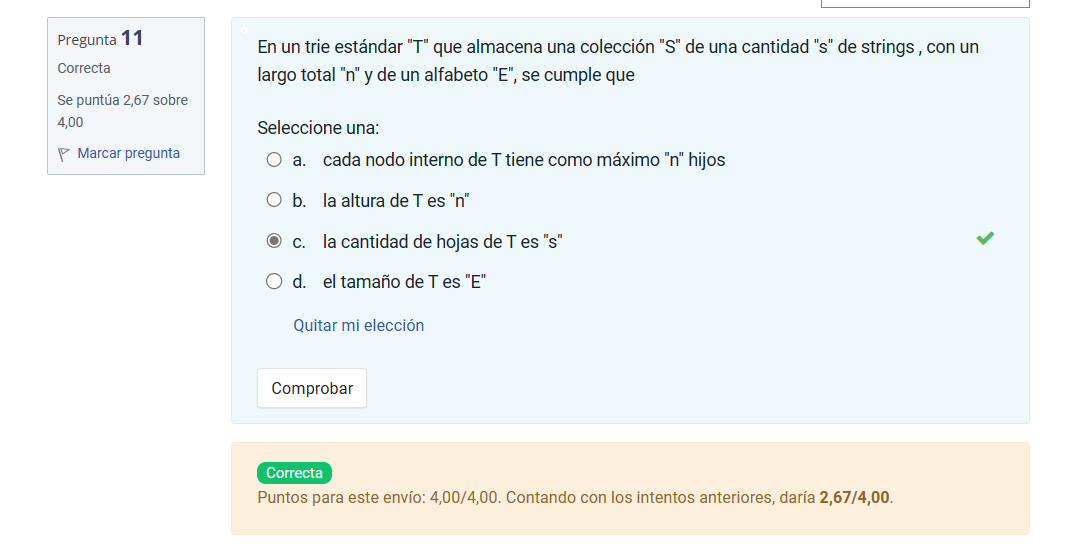 Pregunta 11
Correcta
Se puntúa 2,67 sobre
4,00
Marcar pregunta
En un trie estándar "T" que almacena una colección "S" de una cantidad "s" de strings , con un
largo total "n" y de un alfabeto "E", se cumple que
Seleccione una:
a. cada nodo interno de T tiene como máximo "n" hijos
b. la altura de T es "n"
c. la cantidad de hojas de T es "s"
d. el tamaño de T es "E"
Quitar mi elección
Comprobar
Correcta
Puntos para este envío: 4,00/4,00. Contando con los intentos anteriores, daría 2,67/4,00.